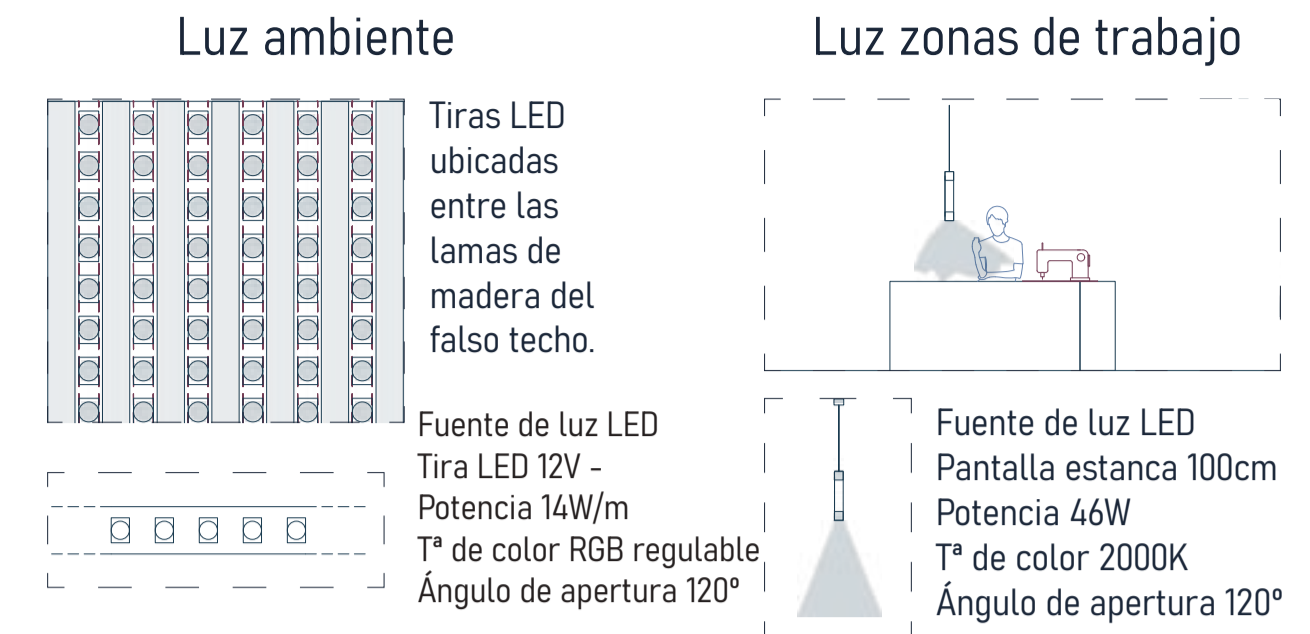 Luz ambiente
Tiras LED
ubicadas
entre las
lamas de
madera del
falso techo.
Fuente de luz LED
Tira LED 12V -
Potencia 14W/m
Tª de color RGB regulable
Ángulo de apertura 120º
Luz zonas de trabajo
Fuente de luz LED
Pantalla estanca 100cm
Potencia 46W
Tª de color 2000K
Ángulo de apertura 120º